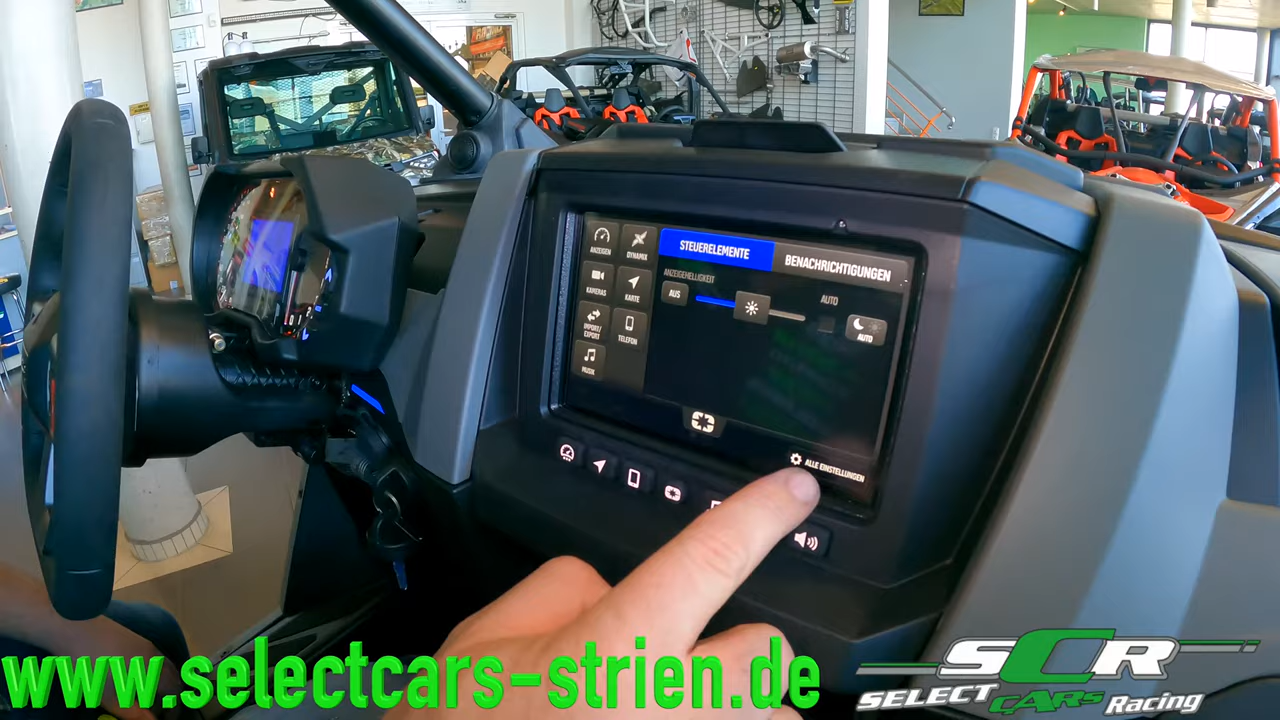 STEUERELEMENTE
BENACHRICHTIGUNGEN
ANZEIGEN
DYNAMIX
ANZEIGEHELLIGKEIT
AUS
AUTO
AUTO
KAMERAS
KARTE
IMPORT/
EXPORT
TELEFON
MUSIK
ALLE EINSTELLUNGEN
www.selectcars-strien.de
SCR
SELECT CARS Racing